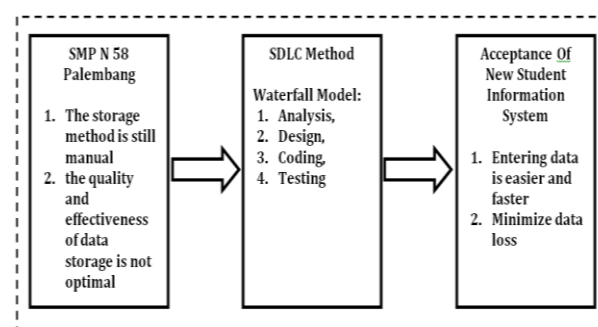 SMP N 58
Palembang
1. The storage
method is still
manual
2. the quality
and
effectiveness
of data
storage is not
optimal
SDLC Method
Waterfall Model:
1. Analysis,
2. Design,
3. Coding,
4. Testing
Acceptance Of
New Student
Information
System
1. Entering data
is easier and
faster
2. Minimize data
loss